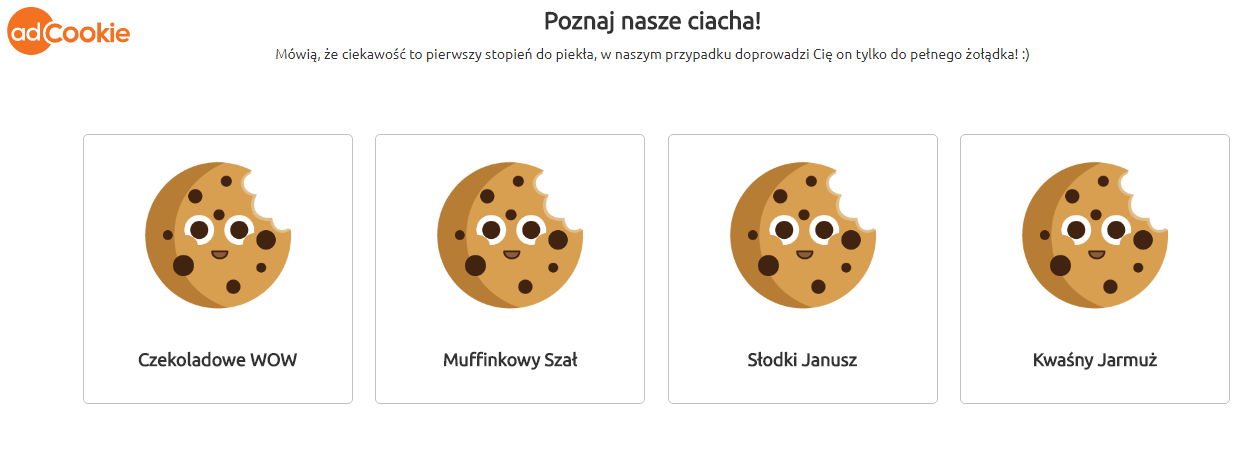 adCookie
Poznaj nasze ciacha!
Mówią, że ciekawość to pierwszy stopień do piekła, w naszym przypadku doprowadzi Cię on tylko do pełnego żołądka! :)
Czekoladowe WOW
Muffinkowy Szał
Słodki Janusz
Kwaśny Jarmuż